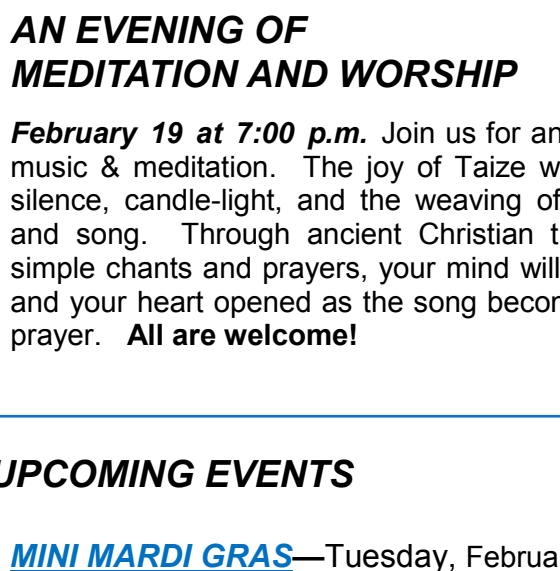 AN EVENING OF
MEDITATION AND WORSHIP
February 19 at 7:00 p.m. Join us for an
music & meditation. The joy of Taize w
silence, candle-light, and the weaving of
and song. Through ancient Christian t
simple chants and prayers, your mind will
and your heart opened as the song becom
prayer. All are welcome!
UPCOMING EVENTS
MINI MARDI GRAS—Tuesday, Februa